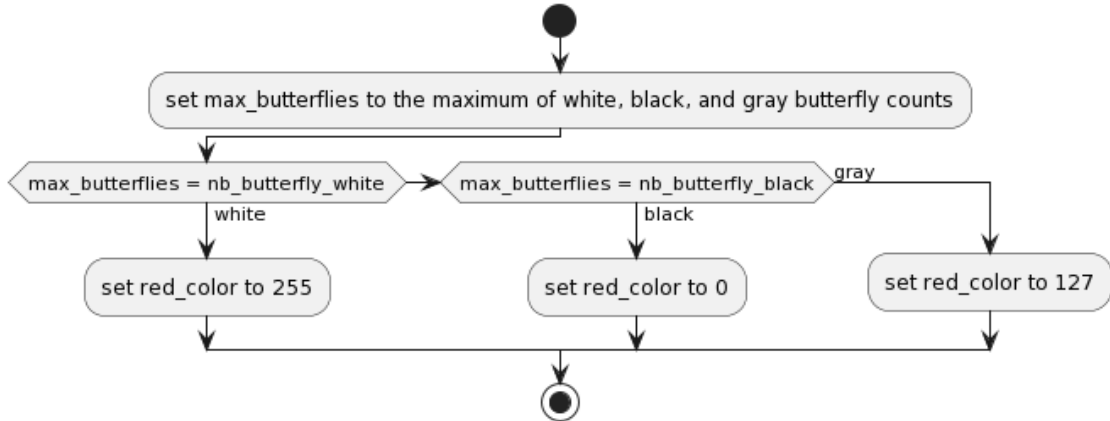 set max_butterflies to the maximum of white, black, and gray butterfly counts
max_butterflies = nb_butterfly_white
max_butterflies = nb_butterfly_black
gray
white
black
set red_color to 255
set red_color to 0
set red_color to 127